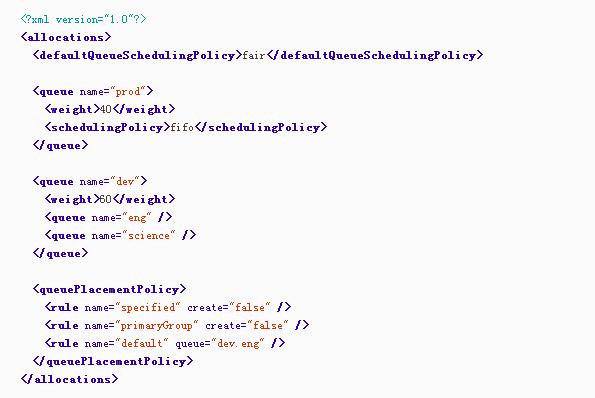 <?xml version="1.0"?>
<allocations>
<defaultQueueSchedulingPolicy>fair</defaultQueueSchedulingPolicy>
<queue name="prod">
<weight>40</weight>
<schedulingPolicy>fifo</schedulingPolicy>
</queue>
<queue name="dev">
<weight>60</weight>
<queue name="eng" />
<queue name="science" />
</queue>
<queuePlacementPolicy>
<rule name="specified" create="false" />
<rule name="primaryGroup" create="false" />
<rule name="default" queue="dev.eng" />
</queuePlacementPolicy>
</allocations>